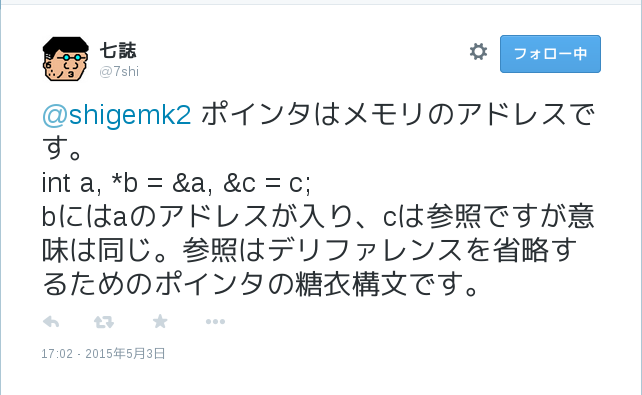 七誌
@7shi
フォロー中
@shigemk2 ポインタはメモリのアドレスで
す。
int a, *b = &a, &c = c;
bにはaのアドレスが入り、cは参照ですが意
味は同じ。参照はデリファレンスを省略す
るためのポインタの糖衣構文です。
17:02 - 2015年5月3日